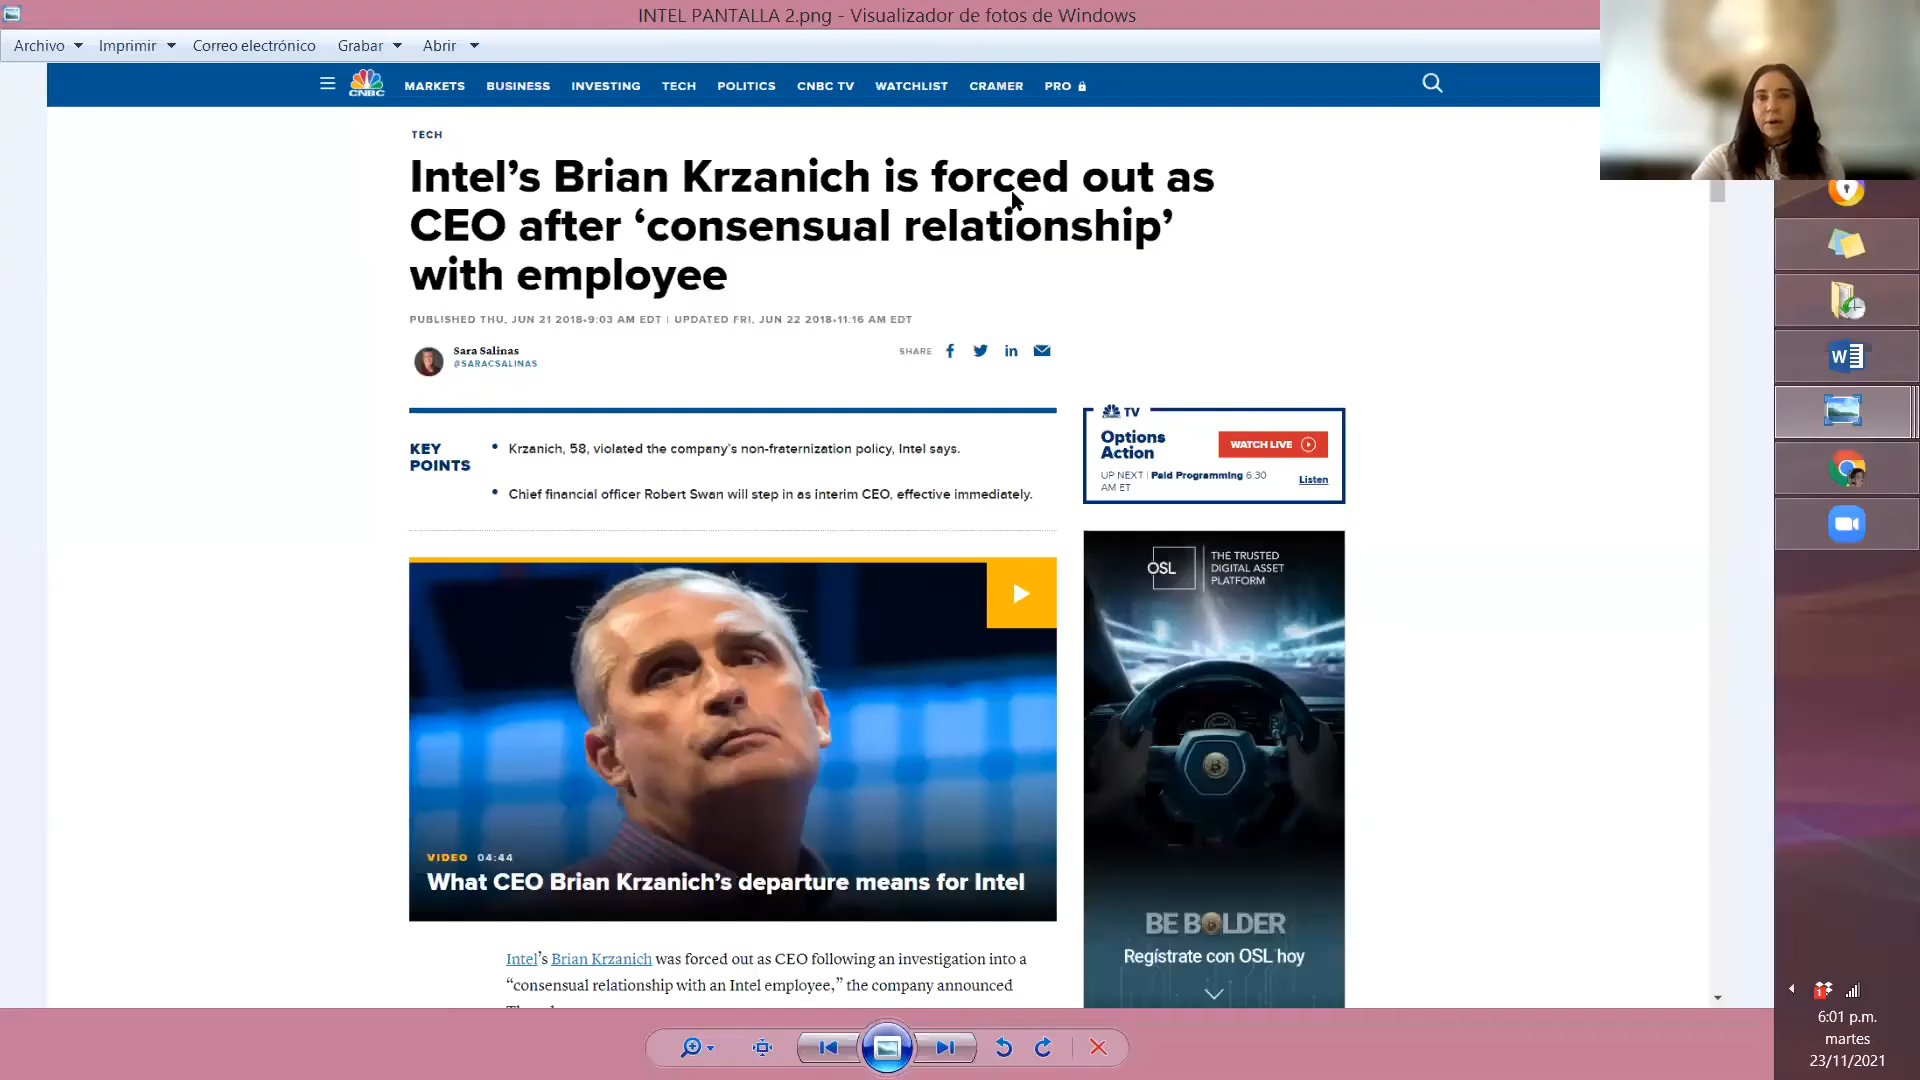 INTEL PANTALLA 2.png - Visualizador de fotos de Windows
Archivo Imprimir Correo electrónico Grabar Abrir
CNBC MARKETS BUSINESS INVESTING TECH POLITICS CNBC TV WATCHLIST CRAMER PRO
TECH
Intel’s Brian Krzanich is forced out as
CEO after ‘consensual relationship’
with employee
PUBLISHED THU, JUN 21 2018•9:03 AM EDT | UPDATED FRI, JUN 22 2018•11:16 AM EDT
Sara Salinas
@SARACSALINAS
SHARE
KEY
POINTS
• Krzanich, 58, violated the company’s non-fraternization policy, Intel says.
• Chief financial officer Robert Swan will step in as interim CEO, effective immediately.
TV
Options
Action
WATCH LIVE
UP NEXT | Paid Programming 6:30
AM ET
Listen
OSL
THE TRUSTED
DIGITAL ASSET
PLATFORM
BE BOLDER
Regístrate con OSL hoy
VIDEO 04:44
What CEO Brian Krzanich’s departure means for Intel
Intel’s Brian Krzanich was forced out as CEO following an investigation into a
“consensual relationship with an Intel employee,” the company announced
W
1
6:01 p.m.
martes
23/11/2021